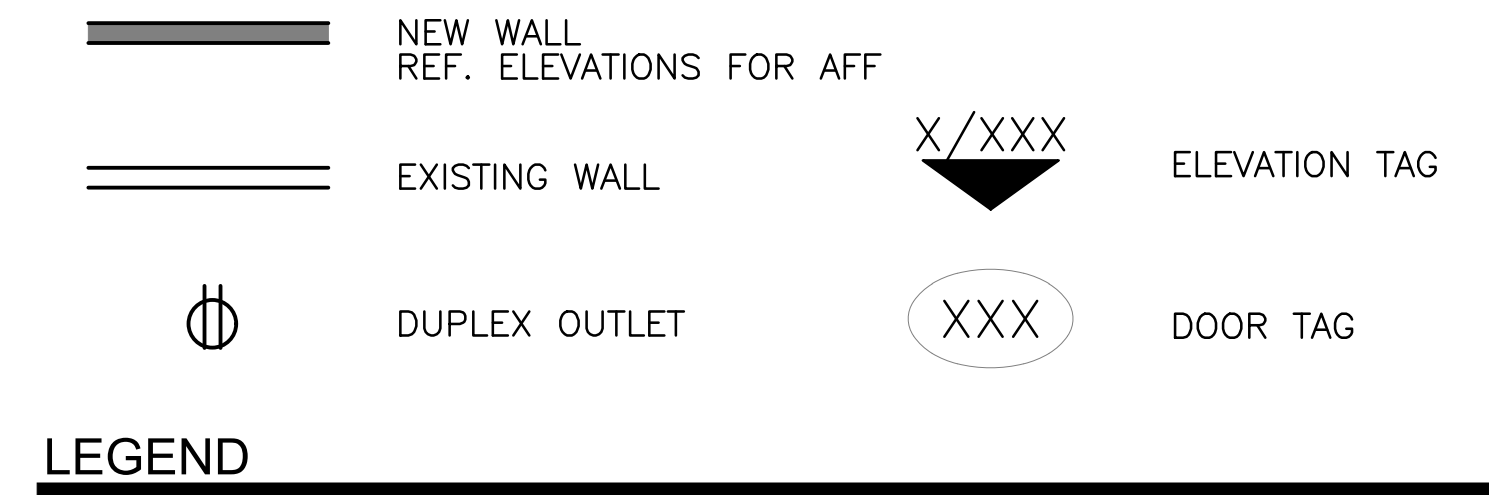 NEW WALL
REF. ELEVATIONS FOR AFF
EXISTING WALL
DUPLEX OUTLET
X/XXX
ELEVATION TAG
XXX
DOOR TAG
LEGEND